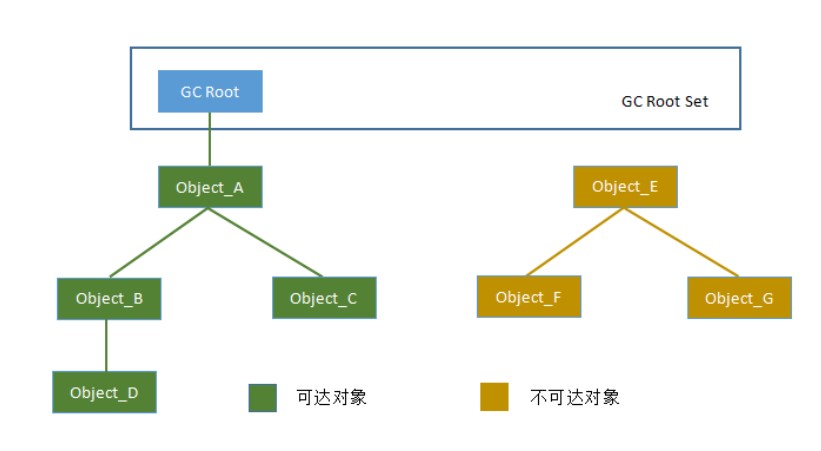 GC Root
GC Root Set
Object_A
Object_E
Object_B
Object_C
Object_F
Object_G
Object_D
可达对象
不可达对象